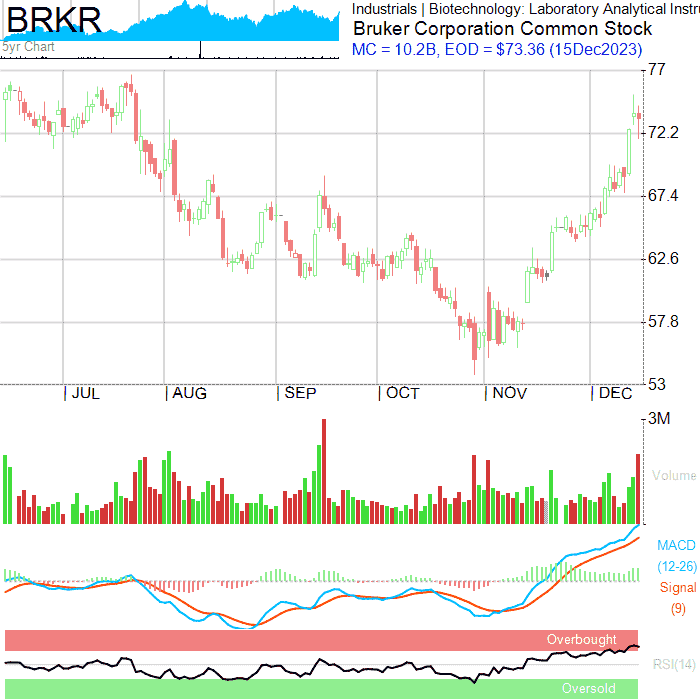 BRKR
5yr Chart
Industrials | Biotechnology: Laboratory Analytical Instru
Bruker Corporation Common Stock
MC = 10.2B, EOD = $73.36 (15Dec2023)
77
72.2
67.4
62.6
57.8
53
| JUL | AUG | SEP | OCT | NOV | DEC
3M
Volume
MACD
(12-26)
Signal
(9)
Overbought
RSI(14)
Oversold